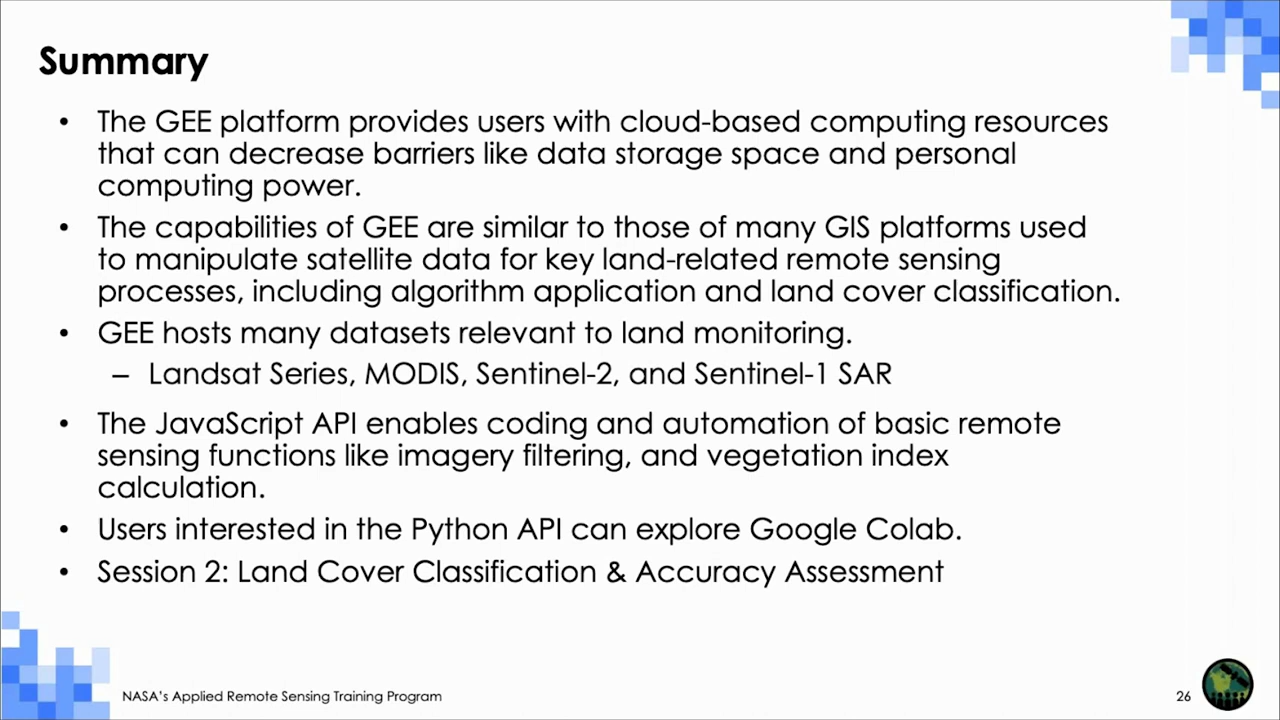 Summary
• The GEE platform provides users with cloud-based computing resources
that can decrease barriers like data storage space and personal
computing power.
• The capabilities of GEE are similar to those of many GIS platforms used
to manipulate satellite data for key land-related remote sensing
processes, including algorithm application and land cover classification.
• GEE hosts many datasets relevant to land monitoring.
– Landsat Series, MODIS, Sentinel-2, and Sentinel-1 SAR
• The JavaScript API enables coding and automation of basic remote
sensing functions like imagery filtering, and vegetation index
calculation.
• Users interested in the Python API can explore Google Colab.
• Session 2: Land Cover Classification & Accuracy Assessment
NASA's Applied Remote Sensing Training Program
26